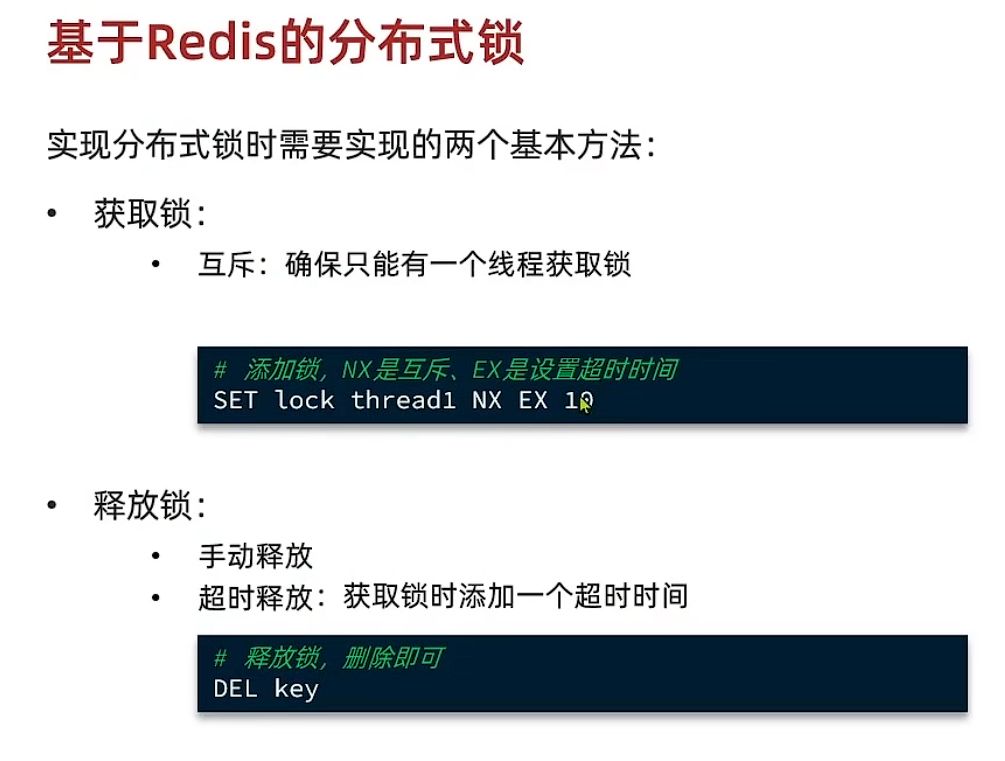 基于Redis的分布式锁
实现分布式锁时需要实现的两个基本方法：
• 获取锁：
• 互斥：确保只能有一个线程获取锁
# 添加锁，NX是互斥、EX是设置超时时间
SET lock thread1 NX EX 10
• 释放锁：
• 手动释放
• 超时释放：获取锁时添加一个超时时间
# 释放锁，删除即可
DEL key